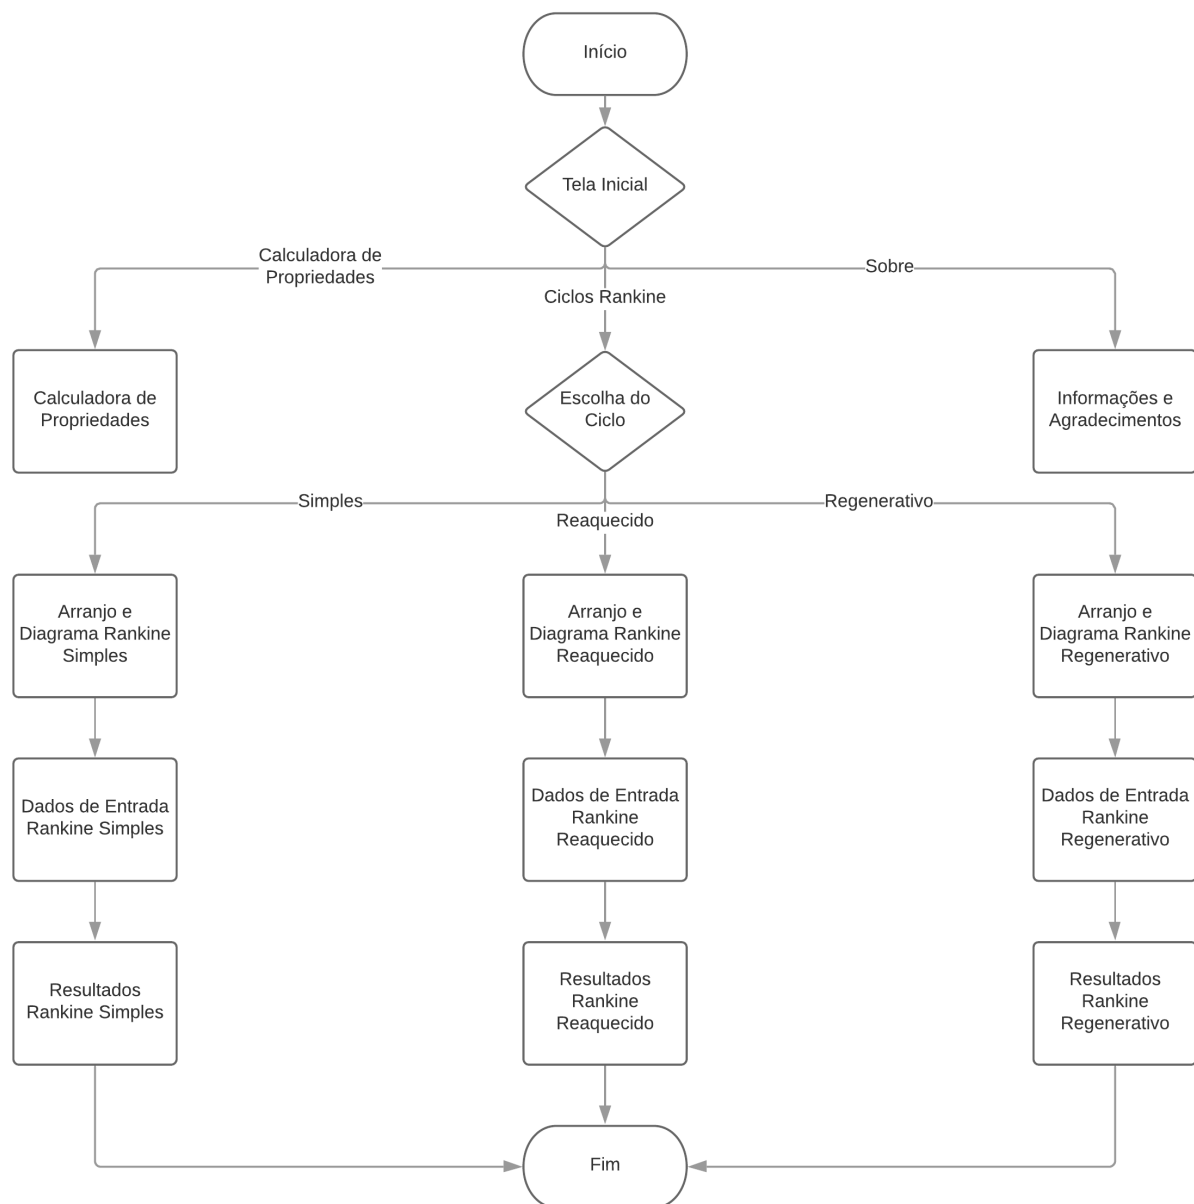 Início
Tela Inicial
Calculadora de
Propriedades
Sobre
Ciclos Rankine
Calculadora de
Propriedades
Escolha do
Ciclo
Informações e
Agradecimentos
Simples
Reaquecido
Regenerativo
Arranjo e
Diagrama Rankine
Simples
Arranjo e
Diagrama Rankine
Reaquecido
Arranjo e
Diagrama Rankine
Regenerativo
Dados de Entrada
Rankine Simples
Dados de Entrada
Rankine
Reaquecido
Dados de Entrada
Rankine
Regenerativo
Resultados
Rankine Simples
Resultados
Rankine
Reaquecido
Resultados
Rankine
Regenerativo
Fim